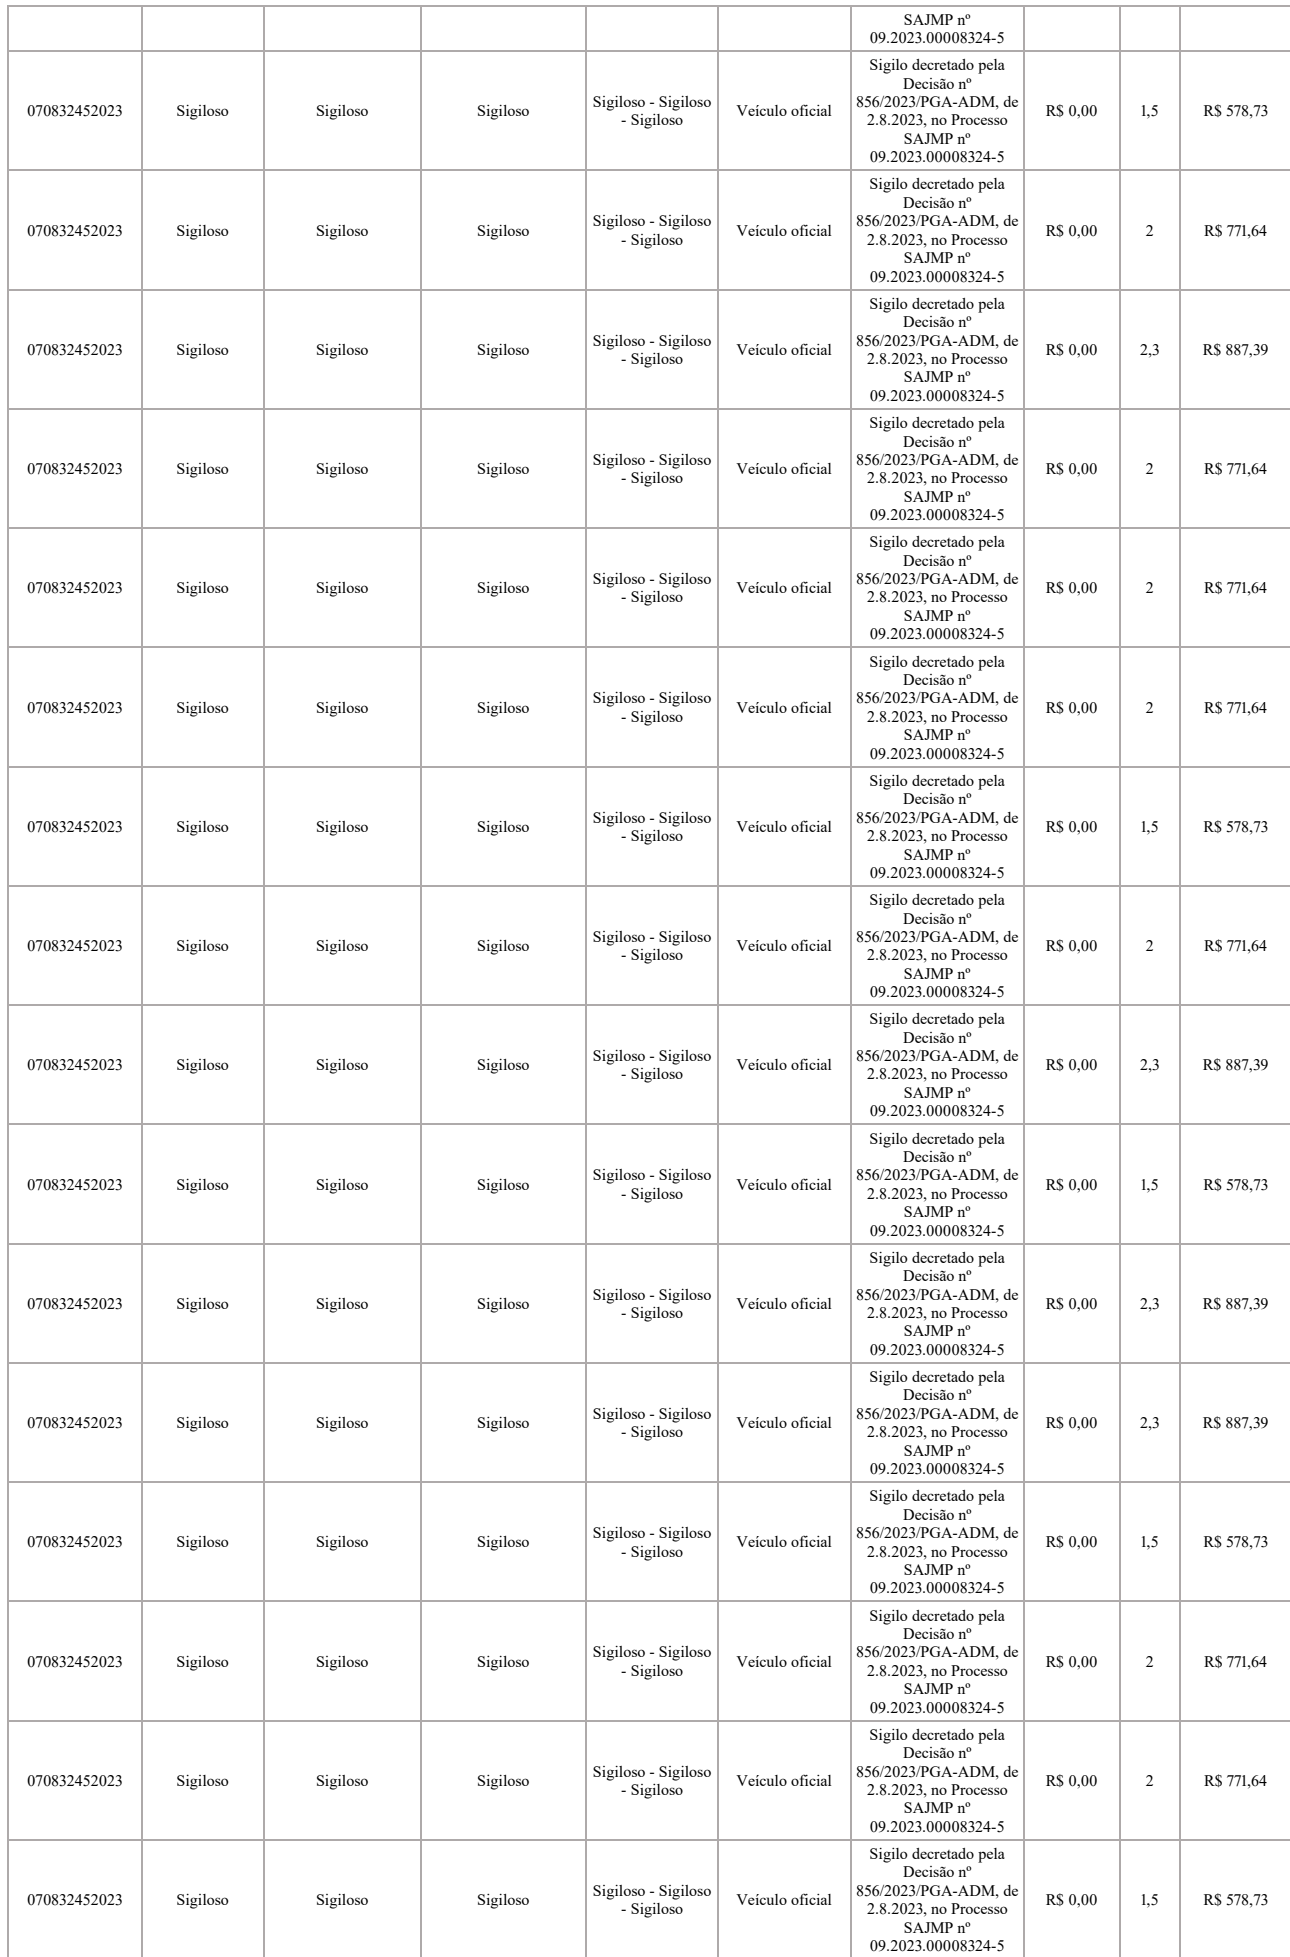 SAJMP nº
09.2023.00008324-5
070832452023 Sigiloso Sigiloso Sigiloso Sigiloso - Sigiloso - Sigiloso Veículo oficial Sigilo decretado pela Decisão nº 856/2023/PGA-ADM, de 2.8.2023, no Processo SAJMP nº 09.2023.00008324-5 R$ 0,00 1,5 R$ 578,73
070832452023 Sigiloso Sigiloso Sigiloso Sigiloso - Sigiloso - Sigiloso Veículo oficial Sigilo decretado pela Decisão nº 856/2023/PGA-ADM, de 2.8.2023, no Processo SAJMP nº 09.2023.00008324-5 R$ 0,00 2 R$ 771,64
070832452023 Sigiloso Sigiloso Sigiloso Sigiloso - Sigiloso - Sigiloso Veículo oficial Sigilo decretado pela Decisão nº 856/2023/PGA-ADM, de 2.8.2023, no Processo SAJMP nº 09.2023.00008324-5 R$ 0,00 2,3 R$ 887,39
070832452023 Sigiloso Sigiloso Sigiloso Sigiloso - Sigiloso - Sigiloso Veículo oficial Sigilo decretado pela Decisão nº 856/2023/PGA-ADM, de 2.8.2023, no Processo SAJMP nº 09.2023.00008324-5 R$ 0,00 2 R$ 771,64
070832452023 Sigiloso Sigiloso Sigiloso Sigiloso - Sigiloso - Sigiloso Veículo oficial Sigilo decretado pela Decisão nº 856/2023/PGA-ADM, de 2.8.2023, no Processo SAJMP nº 09.2023.00008324-5 R$ 0,00 2 R$ 771,64
070832452023 Sigiloso Sigiloso Sigiloso Sigiloso - Sigiloso - Sigiloso Veículo oficial Sigilo decretado pela Decisão nº 856/2023/PGA-ADM, de 2.8.2023, no Processo SAJMP nº 09.2023.00008324-5 R$ 0,00 2 R$ 771,64
070832452023 Sigiloso Sigiloso Sigiloso Sigiloso - Sigiloso - Sigiloso Veículo oficial Sigilo decretado pela Decisão nº 856/2023/PGA-ADM, de 2.8.2023, no Processo SAJMP nº 09.2023.00008324-5 R$ 0,00 1,5 R$ 578,73
070832452023 Sigiloso Sigiloso Sigiloso Sigiloso - Sigiloso - Sigiloso Veículo oficial Sigilo decretado pela Decisão nº 856/2023/PGA-ADM, de 2.8.2023, no Processo SAJMP nº 09.2023.00008324-5 R$ 0,00 2 R$ 771,64
070832452023 Sigiloso Sigiloso Sigiloso Sigiloso - Sigiloso - Sigiloso Veículo oficial Sigilo decretado pela Decisão nº 856/2023/PGA-ADM, de 2.8.2023, no Processo SAJMP nº 09.2023.00008324-5 R$ 0,00 2,3 R$ 887,39
070832452023 Sigiloso Sigiloso Sigiloso Sigiloso - Sigiloso - Sigiloso Veículo oficial Sigilo decretado pela Decisão nº 856/2023/PGA-ADM, de 2.8.2023, no Processo SAJMP nº 09.2023.00008324-5 R$ 0,00 1,5 R$ 578,73
070832452023 Sigiloso Sigiloso Sigiloso Sigiloso - Sigiloso - Sigiloso Veículo oficial Sigilo decretado pela Decisão nº 856/2023/PGA-ADM, de 2.8.2023, no Processo SAJMP nº 09.2023.00008324-5 R$ 0,00 2,3 R$ 887,39
070832452023 Sigiloso Sigiloso Sigiloso Sigiloso - Sigiloso - Sigiloso Veículo oficial Sigilo decretado pela Decisão nº 856/2023/PGA-ADM, de 2.8.2023, no Processo SAJMP nº 09.2023.00008324-5 R$ 0,00 2,3 R$ 887,39
070832452023 Sigiloso Sigiloso Sigiloso Sigiloso - Sigiloso - Sigiloso Veículo oficial Sigilo decretado pela Decisão nº 856/2023/PGA-ADM, de 2.8.2023, no Processo SAJMP nº 09.2023.00008324-5 R$ 0,00 1,5 R$ 578,73
070832452023 Sigiloso Sigiloso Sigiloso Sigiloso - Sigiloso - Sigiloso Veículo oficial Sigilo decretado pela Decisão nº 856/2023/PGA-ADM, de 2.8.2023, no Processo SAJMP nº 09.2023.00008324-5 R$ 0,00 2 R$ 771,64
070832452023 Sigiloso Sigiloso Sigiloso Sigiloso - Sigiloso - Sigiloso Veículo oficial Sigilo decretado pela Decisão nº 856/2023/PGA-ADM, de 2.8.2023, no Processo SAJMP nº 09.2023.00008324-5 R$ 0,00 2 R$ 771,64
070832452023 Sigiloso Sigiloso Sigiloso Sigiloso - Sigiloso - Sigiloso Veículo oficial Sigilo decretado pela Decisão nº 856/2023/PGA-ADM, de 2.8.2023, no Processo SAJMP nº 09.2023.00008324-5 R$ 0,00 1,5 R$ 578,73